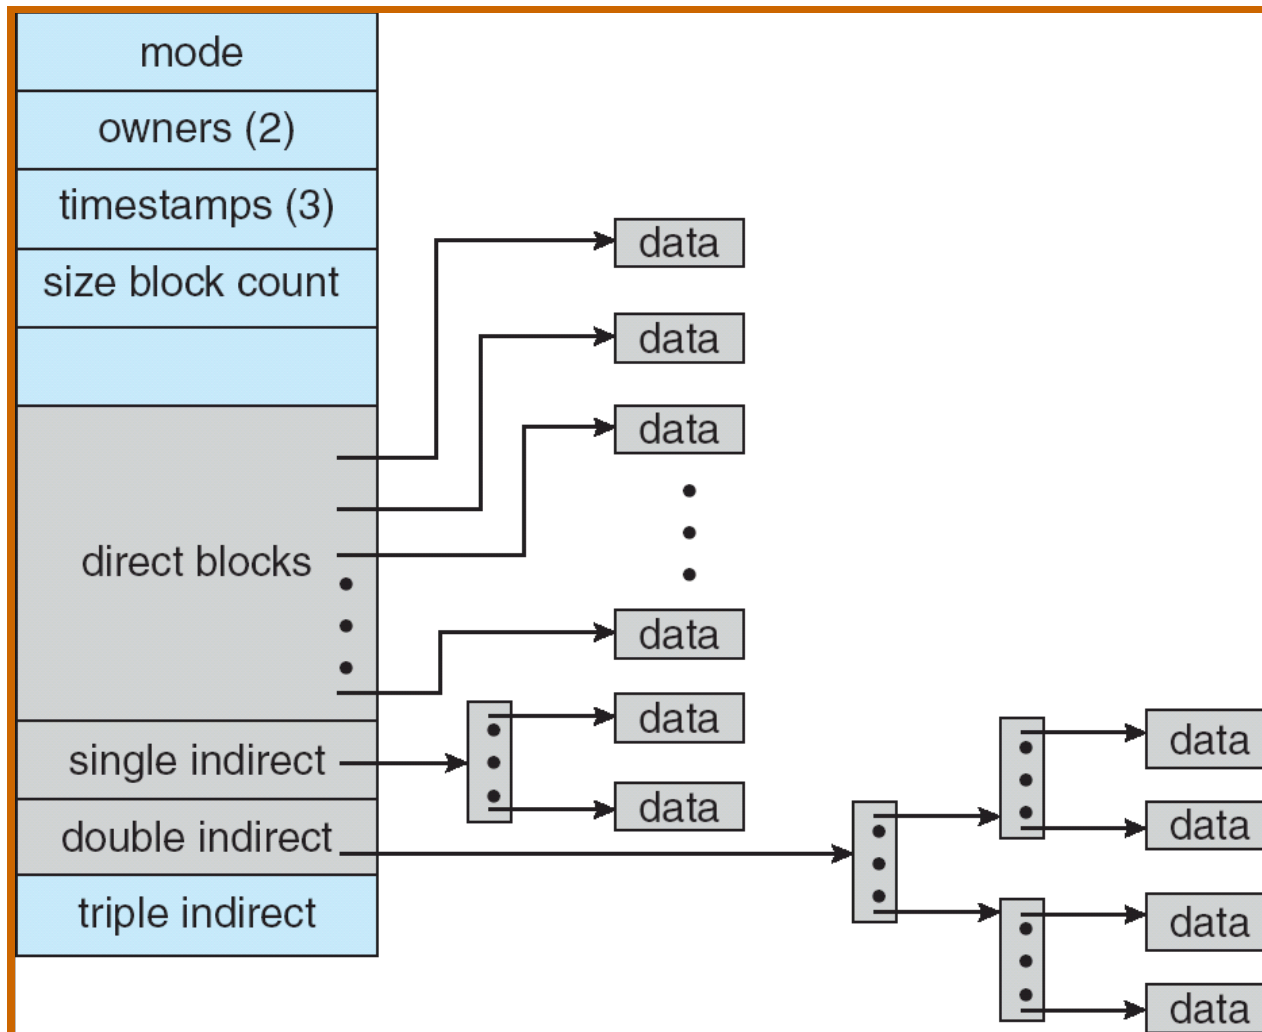 mode
owners (2)
timestamps (3)
size block count
direct blocks
single indirect
double indirect
triple indirect
data
data
data
data
data
data
data
data
data
data